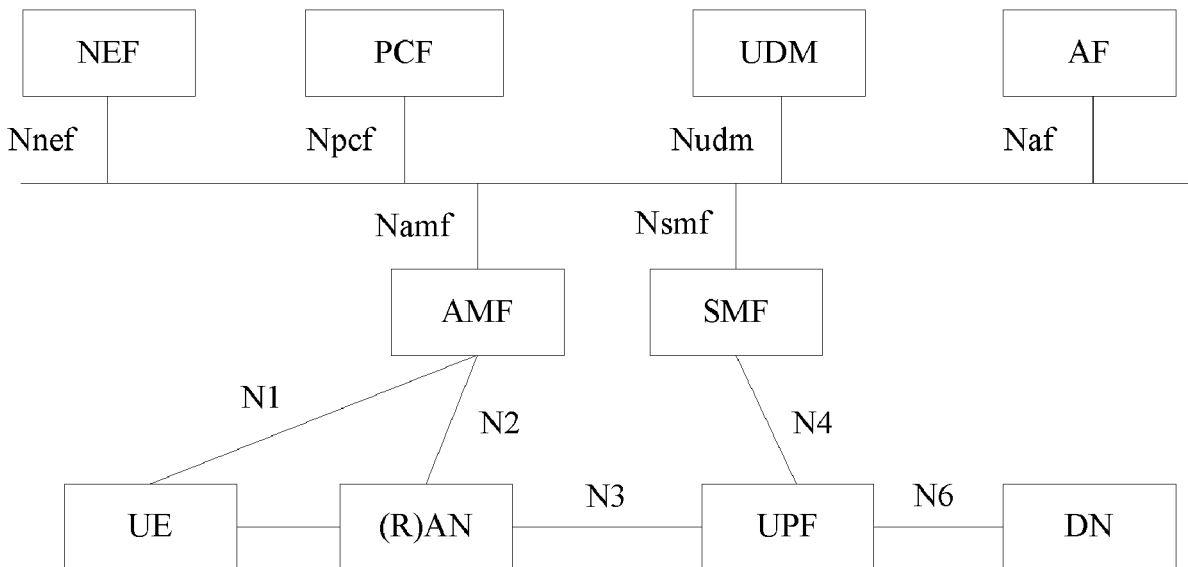 NEF PCF UDM AF
Nnef Npcf Nudm Naf
Namf Nsmf
AMF SMF
N1
N2 N4
N3 N6
UE (R)AN UPF DN